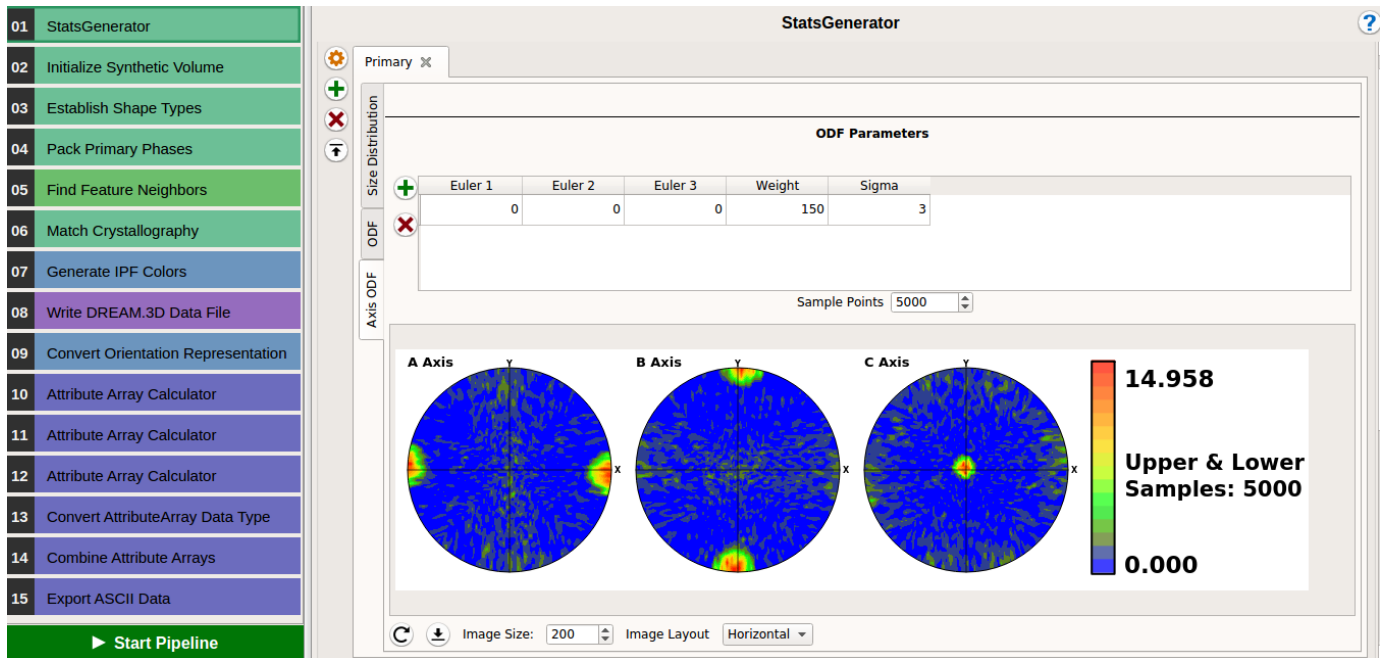 01 StatsGenerator
02 Initialize Synthetic Volume
03 Establish Shape Types
04 Pack Primary Phases
05 Find Feature Neighbors
06 Match Crystallography
07 Generate IPF Colors
08 Write DREAM.3D Data File
09 Convert Orientation Representation
10 Attribute Array Calculator
11 Attribute Array Calculator
12 Attribute Array Calculator
13 Convert AttributeArray Data Type
14 Combine Attribute Arrays
15 Export ASCII Data
Start Pipeline
StatsGenerator
?
Primary
Size Distribution
ODF
Axis ODF
ODF Parameters
Euler 1 Euler 2 Euler 3 Weight Sigma
0 0 0 150 3
Sample Points 5000
A Axis Y X
B Axis Y X
C Axis Y X
14.958
Upper & Lower
Samples: 5000
0.000
Image Size: 200 Image Layout Horizontal